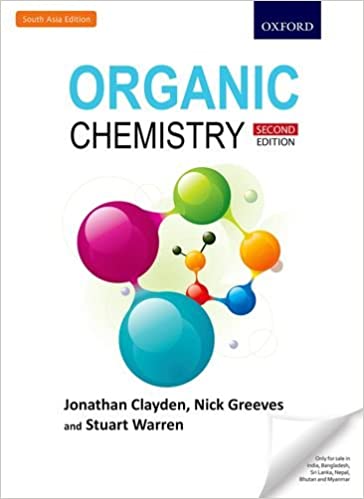 South Asia Edition
OXFORD
ORGANIC
CHEMISTRY SECOND
EDITION
Jonathan Clayden, Nick Greeves
and Stuart Warren
Only for sale in
India, Bangladesh,
Sri Lanka, Nepal,
Bhutan and Myanmar